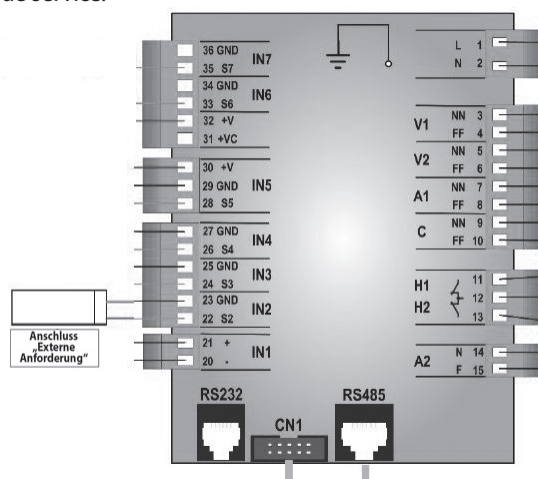 36 GND
35 S7
IN7
34 GND
33 S6
IN6
32 +V
31 +VC
30 +V
29 GND
28 S5
IN5
27 GND
26 S4
IN4
25 GND
24 S3
IN3
23 GND
22 S2
IN2
21 +
20 -
IN1
Anschluss
„Externe
Anforderung“
L 1
N 2
V1
NN 3
FF 4
V2
NN 5
FF 6
A1
NN 7
FF 8
C
NN 9
FF 10
H1
H2
11
12
13
A2
N 14
F 15
RS232
CN1
RS485